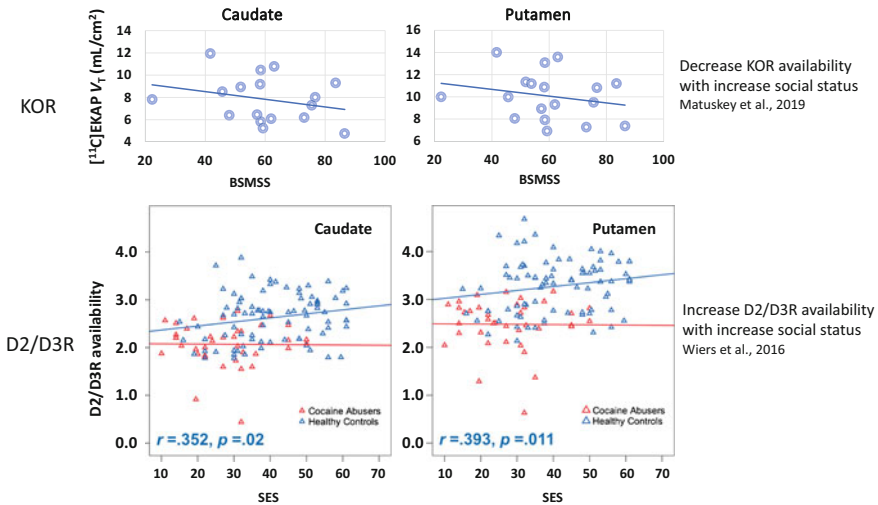 Caudate
Putamen
KOR
[¹¹C]EKAP V_T (mL/cm²)
14
12
10
8
6
4
20
40
60
80
100
BSMSS
16
14
12
10
8
6
20
40
60
80
100
BSMSS
Decrease KOR availability
with increase social status
Matuskey et al., 2019
D2/D3R
D2/D3R availability
Caudate
4.0
3.0
2.0
1.0
0.0
Cocaine Abusers
Healthy Controls
r =.352, p =.02
10
20
30
40
50
60
70
SES
Putamen
4.0
3.0
2.0
1.0
0.0
Cocaine Abusers
Healthy Controls
r =.393, p =.011
10
20
30
40
50
60
70
SES
Increase D2/D3R availability
with increase social status
Wiers et al., 2016